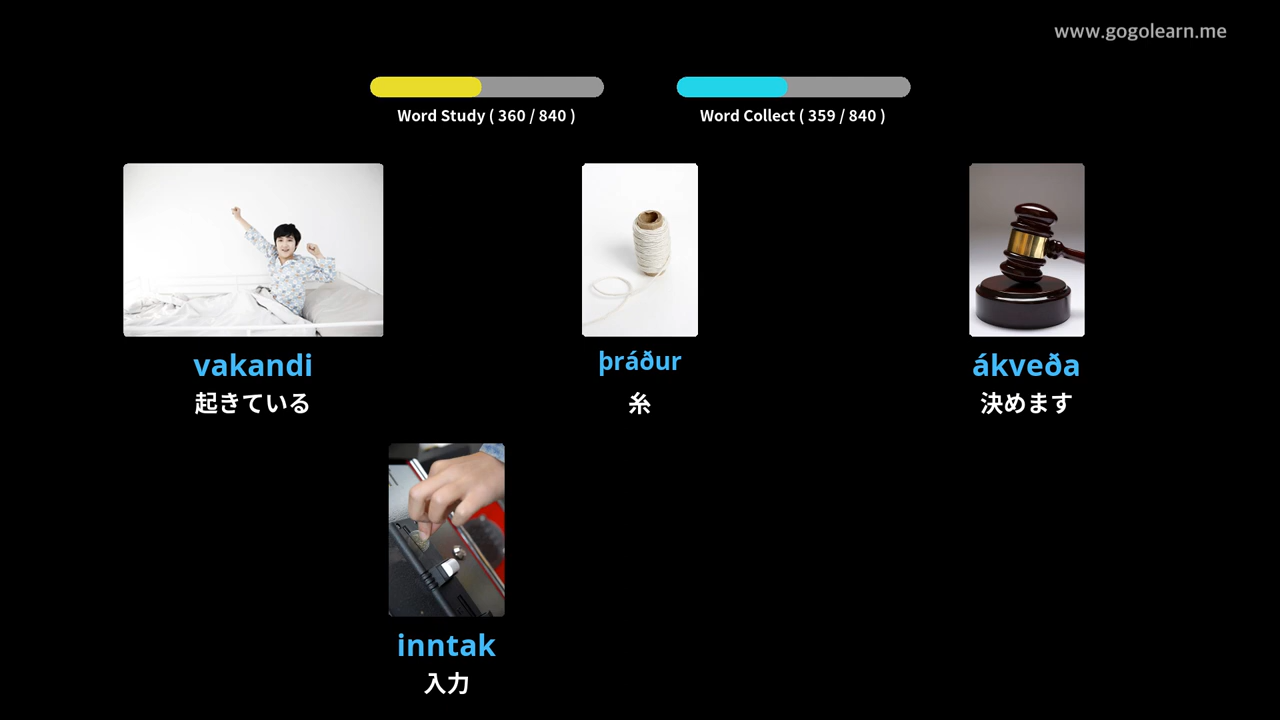 www.gogolearn.me
Word Study ( 360 / 840 )
Word Collect ( 359 / 840 )
vakandi
起きている
þráður
糸
ákveða
決めます
inntak
入力